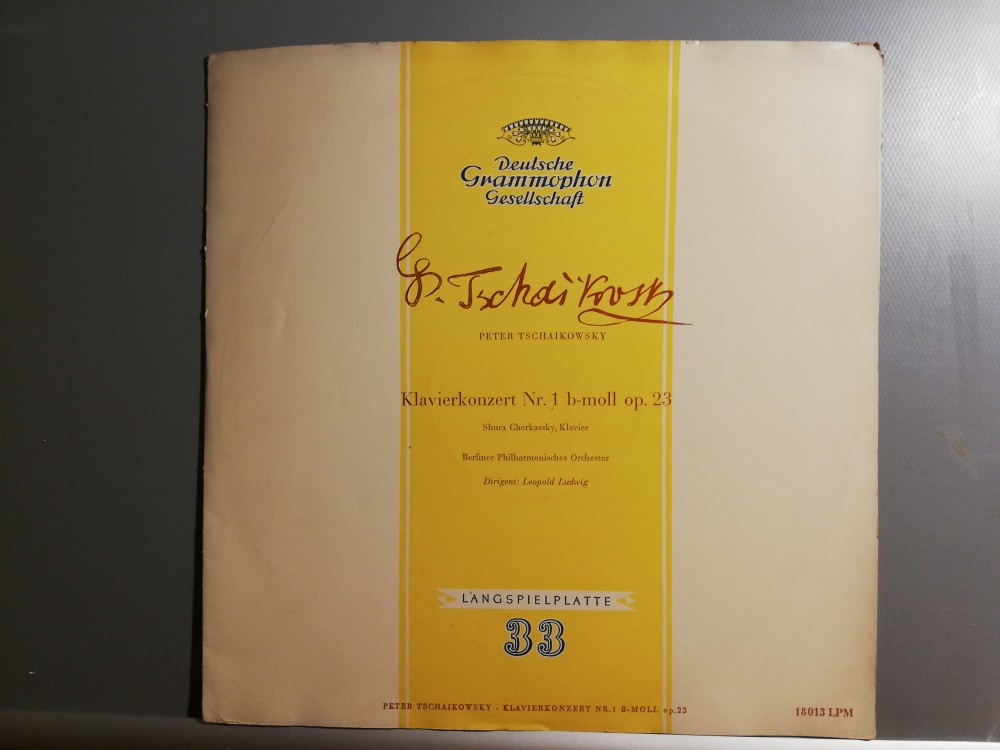 Deutsche
Grammophon
Gesellschaft
P. Tschaikovsky
PETER TSCHAIKOWSKY
Klavierkonzert Nr. 1 b-moll op. 23
Shura Cherkassky, Klavier
Berliner Philharmonisches Orchester
Dirigent: Leopold Ludwig
LANGSPIELPLATTE
33
PETER TSCHAIKOWSKY - KLAVIERKONZERT NR. 1 B-MOLL op. 23
18013 LPM